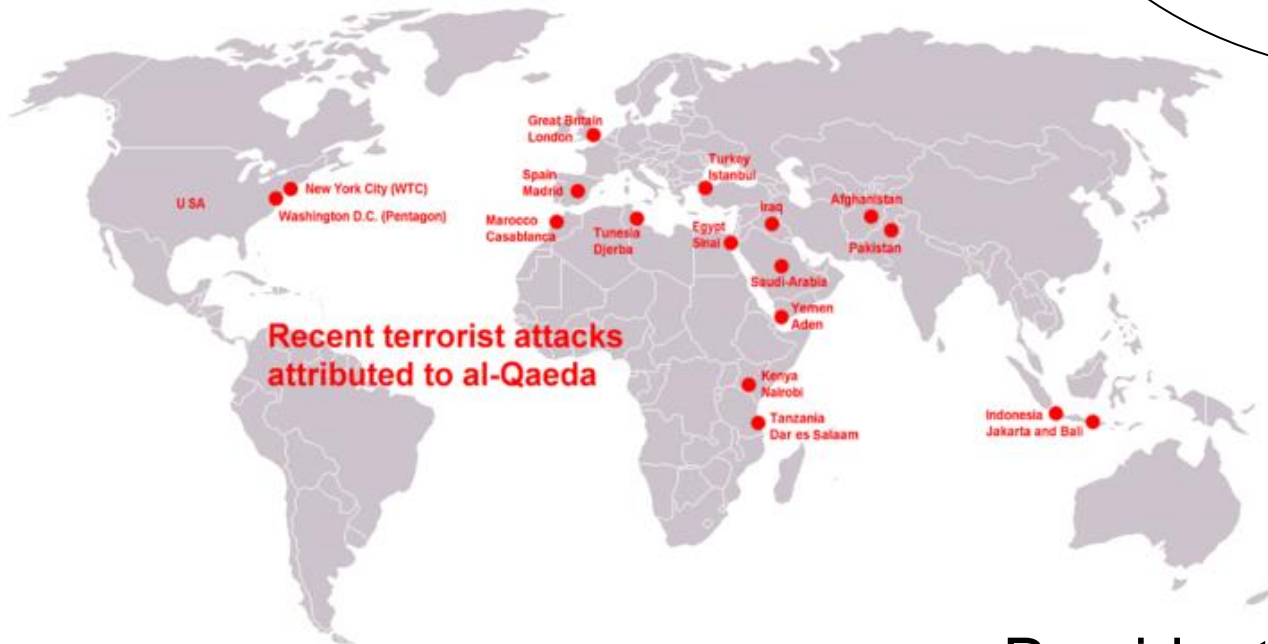 Great Britain
London
Spain
Madrid
Turkey
Istanbul
New York City (WTC)
USA
Washington D.C. (Pentagon)
Marocco
Casablanca
Tunesia
Djerba
Egypt
Sinai
Iraq
Afghanistan
Pakistan
Saudi-Arabia
Yemen
Aden
Recent terrorist attacks
attributed to al-Qaeda
Kenya
Nairobi
Tanzania
Dar es Salaam
Indonesia
Jakarta and Bali